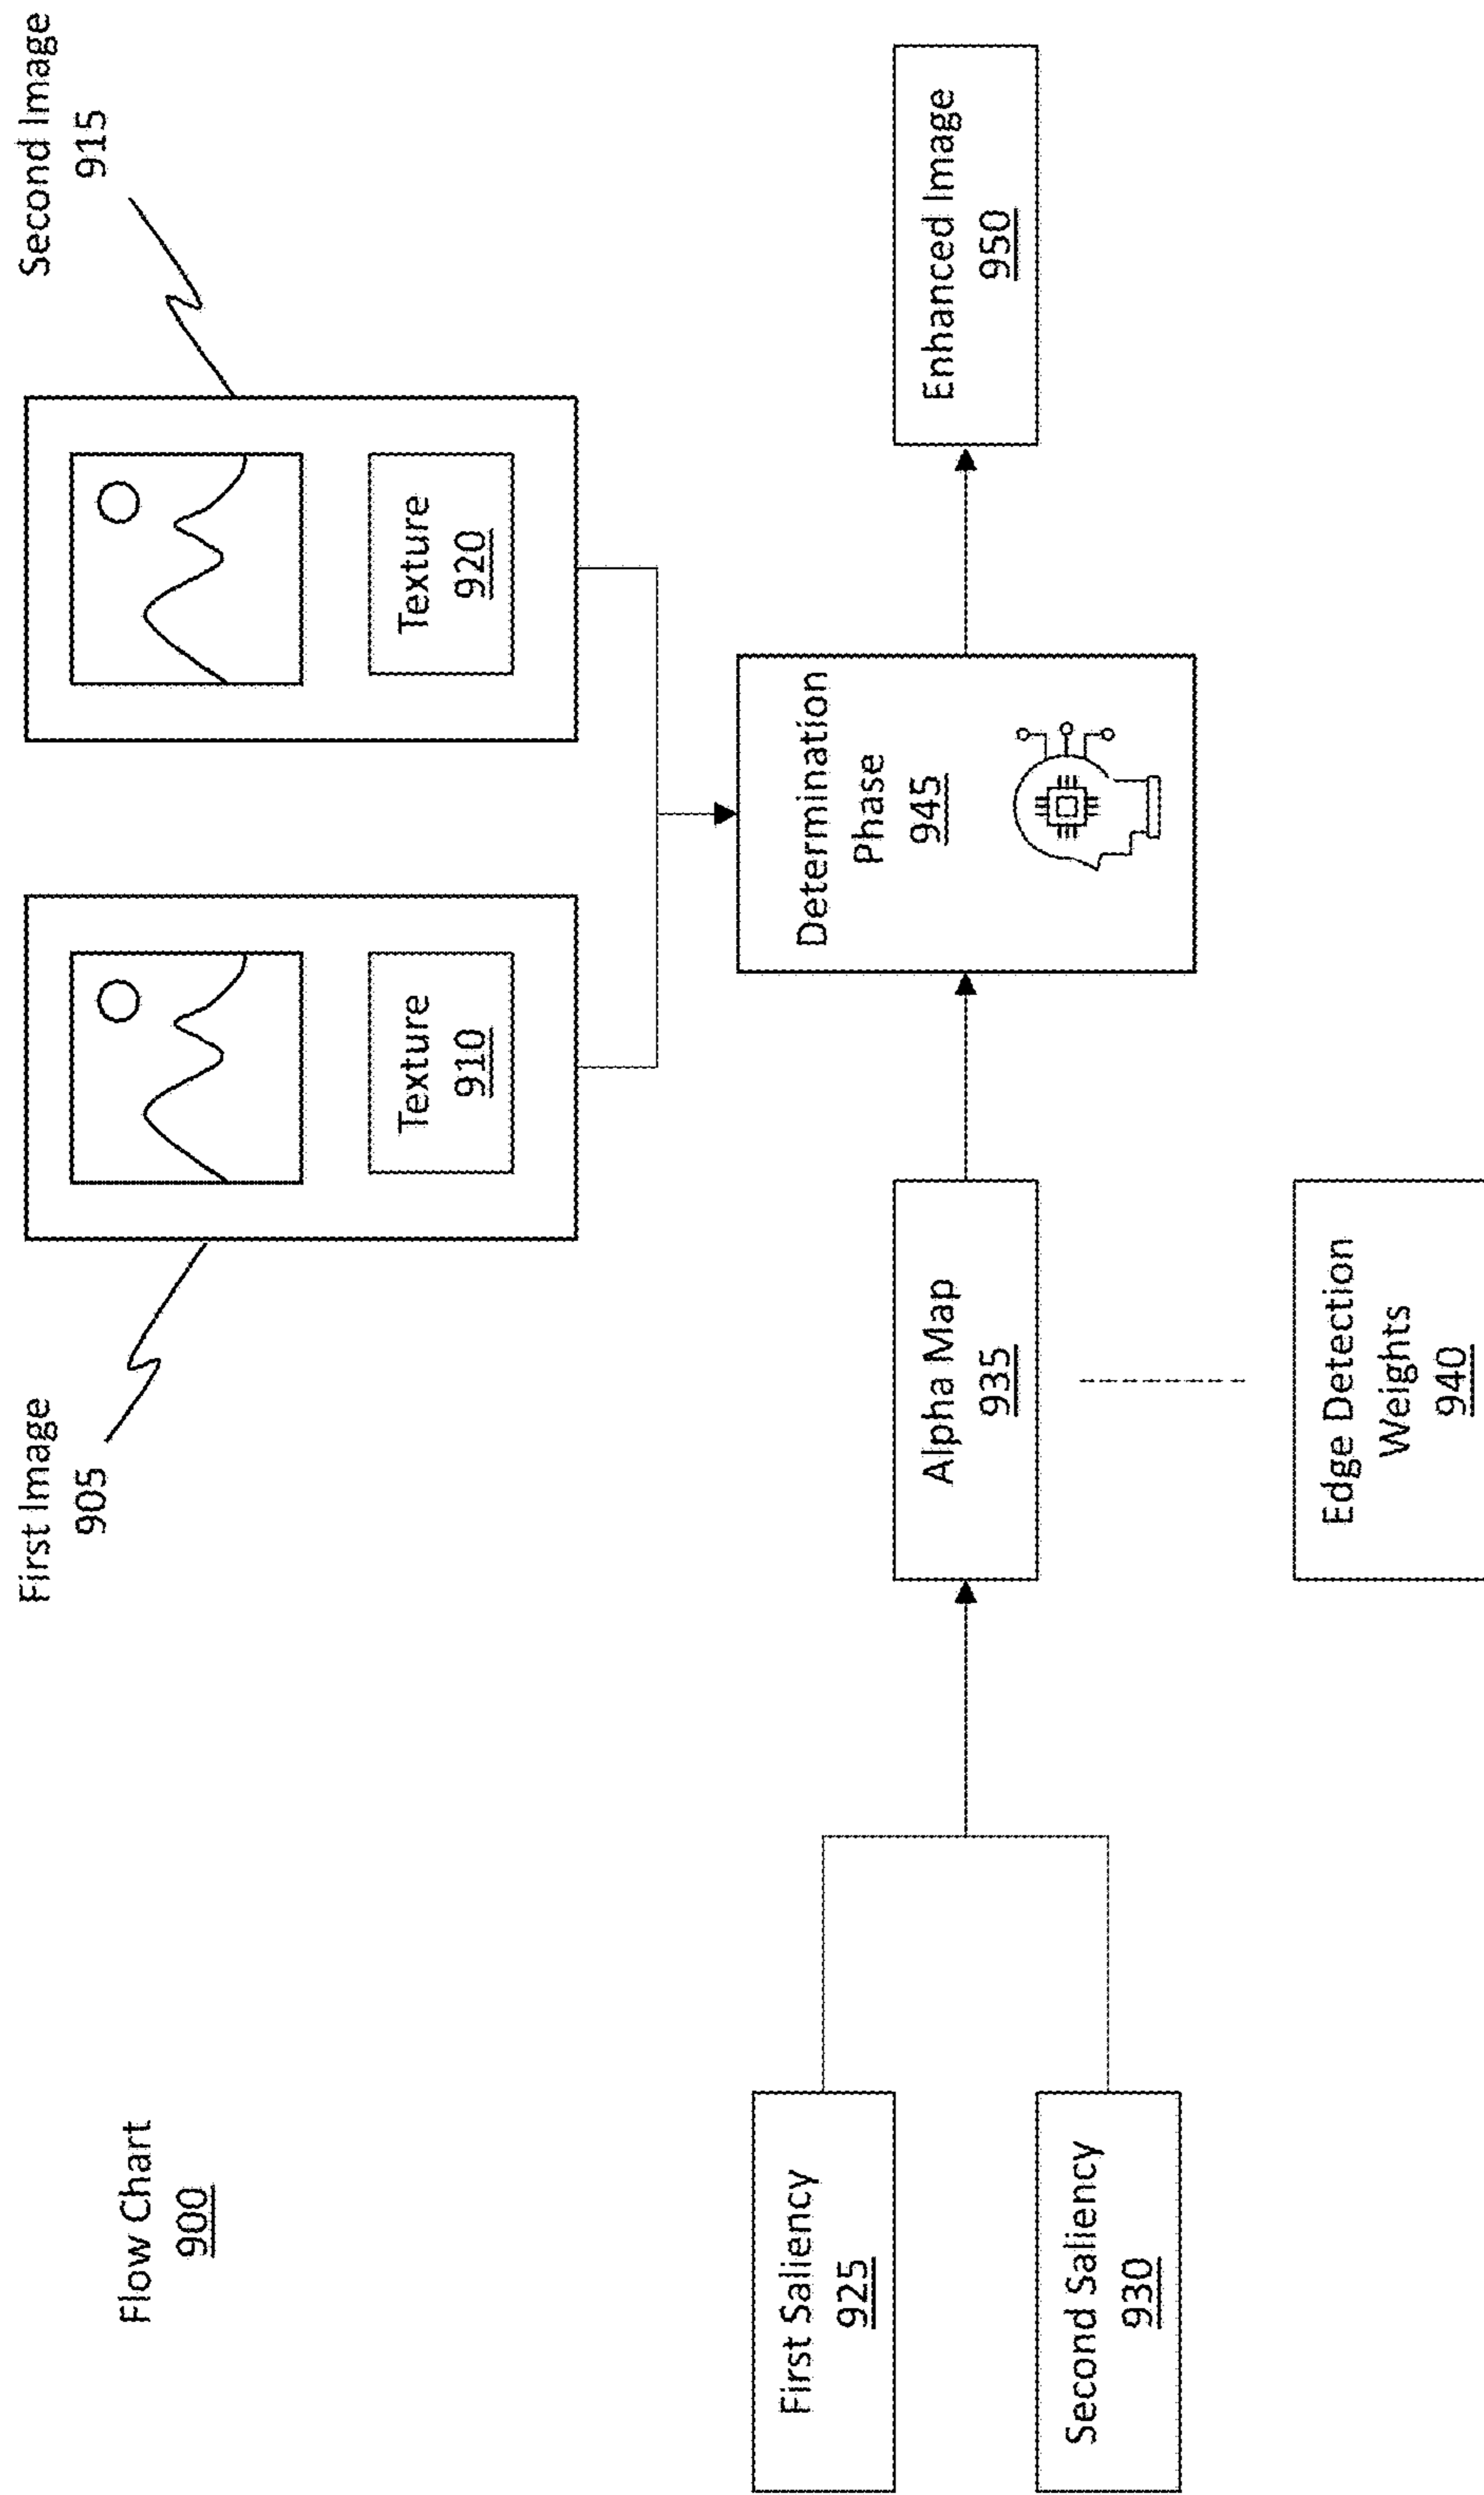 Flow Chart
900
First Image
905
Second Image
915
Texture
910
Texture
920
First Saliency
925
Second Saliency
930
Alpha Map
935
Edge Detection
Weights
940
Determination
Phase
945
Enhanced Image
950